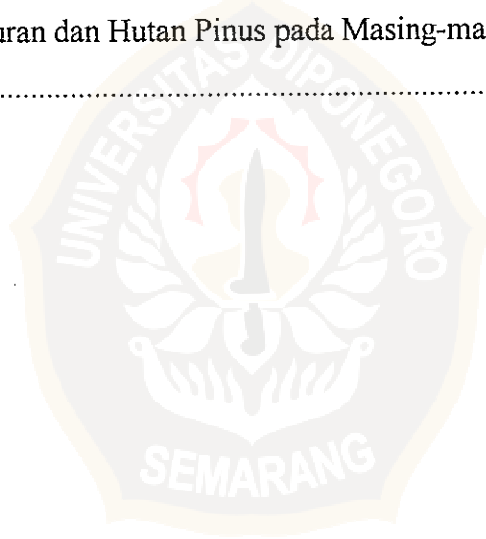 uran dan Hutan Pinus pada Masing-ma
................................................................
UNIVERSITAS DIPONEGORO
SEMARANG